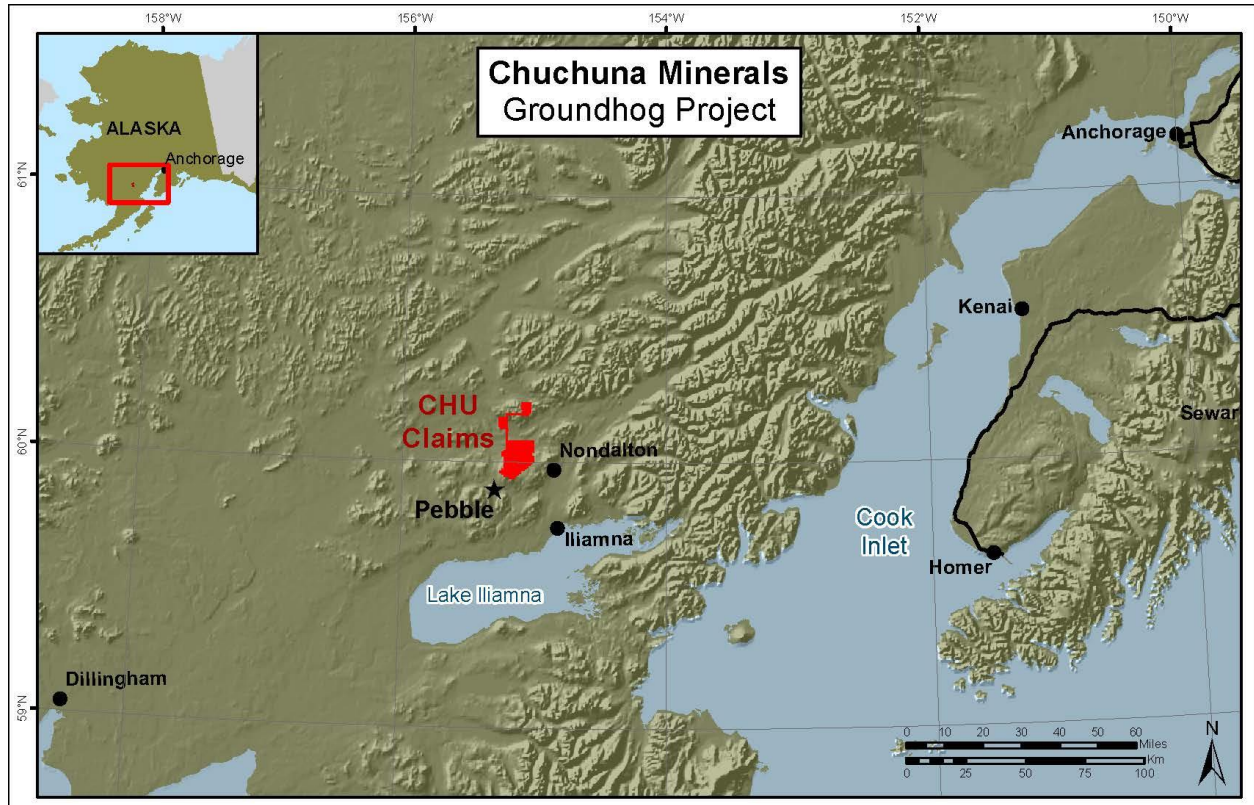 158°W
156°W
154°W
152°W
150°W
Chuchuna Minerals
Groundhog Project
ALASKA
Anchorage
Anchorage
61°N
Kenai
CHU
Claims
Sewar
60°N
Nondalton
Pebble
Iliamna
Cook
Inlet
Homer
Lake Iliamna
Dillingham
59°N
N
0 10 20 30 40 50 60
Miles
Km
0 25 50 75 100